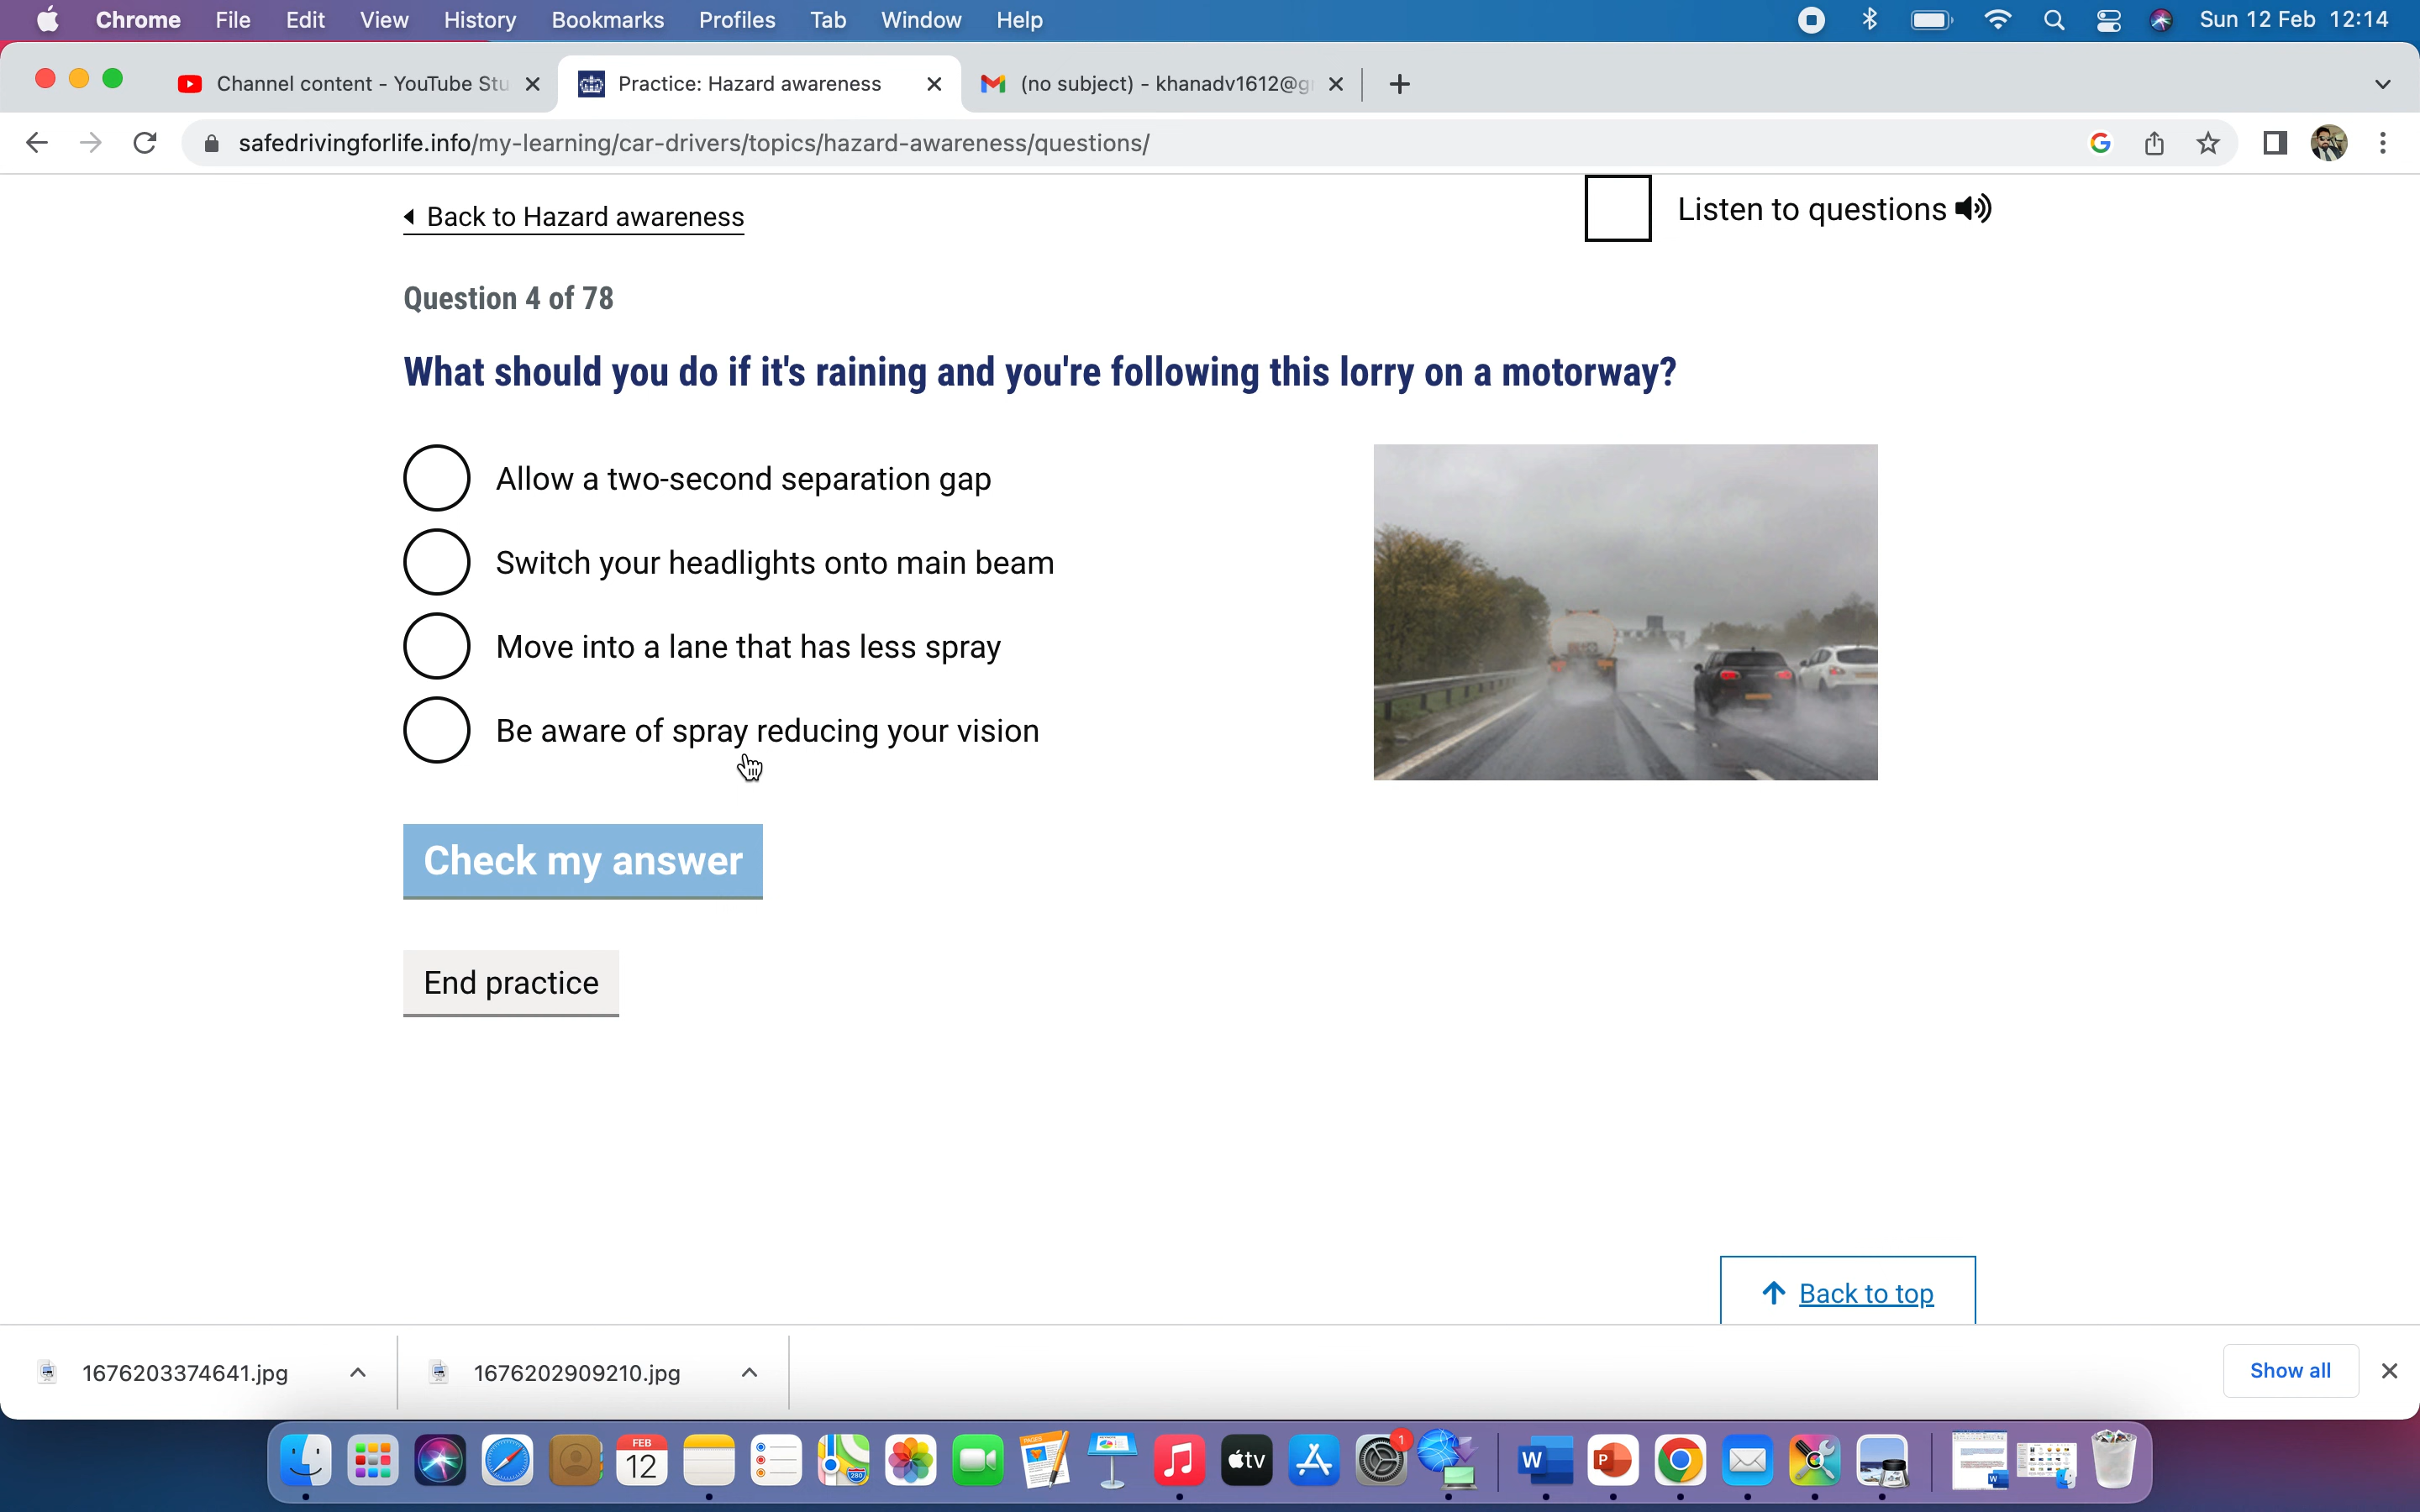 Chrome File Edit View History Bookmarks Profiles Tab Window Help Sun 12 Feb 12:14
Channel content - YouTube Stu Practice: Hazard awareness (no subject) - khanadv1612@g
safedrivingforlife.info/my-learning/car-drivers/topics/hazard-awareness/questions/
Back to Hazard awareness Listen to questions
Question 4 of 78
What should you do if it's raining and you're following this lorry on a motorway?
Allow a two-second separation gap
Switch your headlights onto main beam
Move into a lane that has less spray
Be aware of spray reducing your vision
Check my answer
End practice
Back to top
1676203374641.jpg 1676202909210.jpg Show all
FEB
12
PAGES
280
tv
1
W
P
W